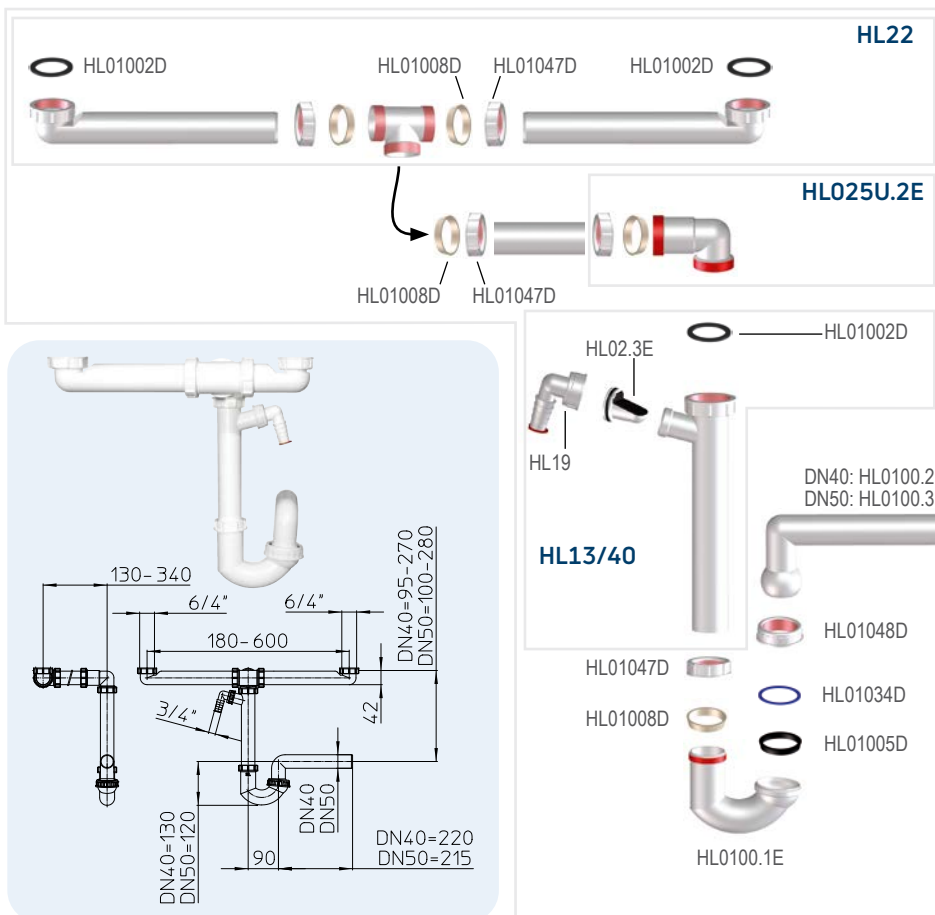 HL22
HL01002D
HL01008D
HL01047D
HL01002D
HL025U.2E
HL01008D
HL01047D
HL01002D
HL02.3E
HL19
DN40: HL0100.2
DN50: HL0100.3
HL13/40
HL01048D
HL01047D
HL01034D
HL01008D
HL01005D
HL0100.1E
130-340
6/4"
6/4"
180-600
DN40=95-270
DN50=100-280
3/4"
42
DN40=130
DN50=120
90
DN40
DN50
DN40=220
DN50=215